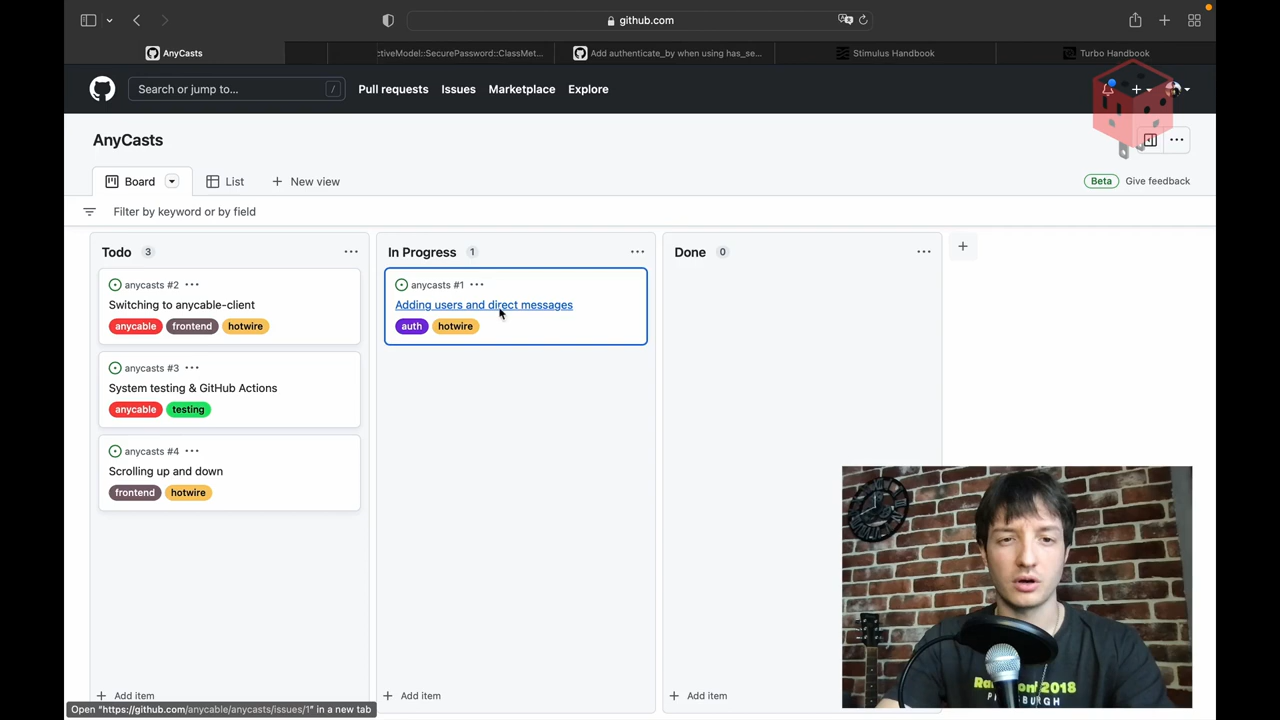 github.com
AnyCasts
ctiveModel::SecurePassword::ClassMet...
Add authenticate_by when using has_se...
Stimulus Handbook
Turbo Handbook
Search or jump to...
/
Pull requests
Issues
Marketplace
Explore
AnyCasts
Board
List
New view
Beta
Give feedback
Filter by keyword or by field
Todo 3
anycasts #2
Switching to anycable-client
anycable frontend hotwire
anycasts #3
System testing & GitHub Actions
anycable testing
anycasts #4
Scrolling up and down
frontend hotwire
Add item
In Progress 1
anycasts #1
Adding users and direct messages
auth hotwire
Add item
Done 0
Add item
Open "https://github.com/anycable/anycasts/issues/1" in a new tab
2018